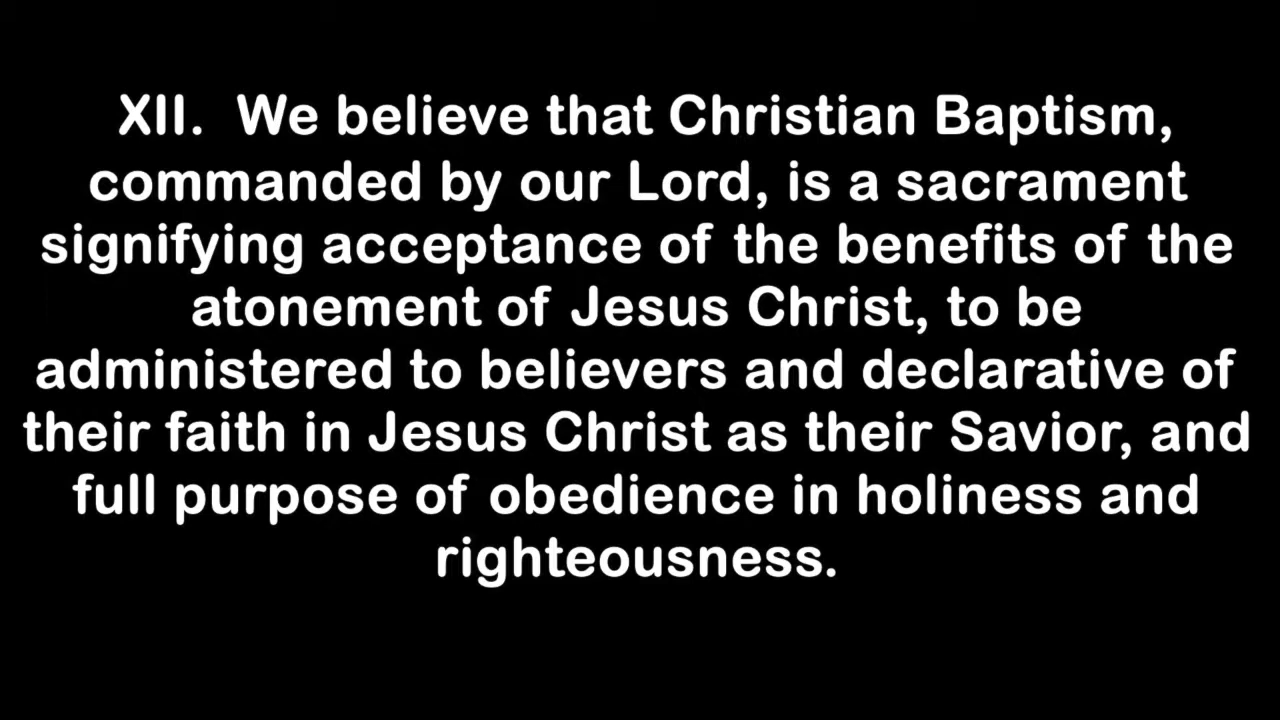 XII. We believe that Christian Baptism,
commanded by our Lord, is a sacrament
signifying acceptance of the benefits of the
atonement of Jesus Christ, to be
administered to believers and declarative of
their faith in Jesus Christ as their Savior, and
full purpose of obedience in holiness and
righteousness.